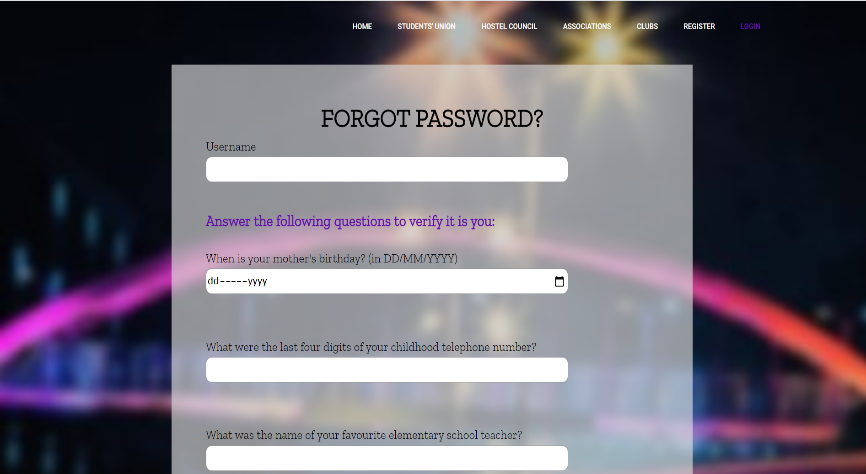 HOME STUDENTS' UNION HOSTEL COUNCIL ASSOCIATIONS CLUBS REGISTER LOGIN
FORGOT PASSWORD?
Username
Answer the following questions to verify it is you:
When is your mother's birthday? (in DD/MM/YYYY)
dd-----yyyy
What were the last four digits of your childhood telephone number?
What was the name of your favourite elementary school teacher?